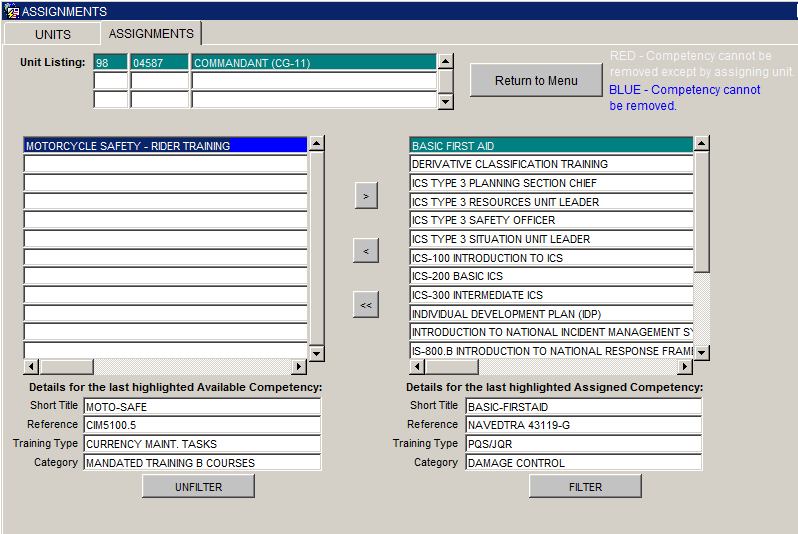 ASSIGNMENTS
UNITS
ASSIGNMENTS
Unit Listing:
98 04587 COMMANDANT (CG-11)
Return to Menu
RED - Competency cannot be
removed except by assigning unit.
BLUE - Competency cannot
be removed.
MOTORCYCLE SAFETY - RIDER TRAINING
>
<
<<
BASIC FIRST AID
DERIVATIVE CLASSIFICATION TRAINING
ICS TYPE 3 PLANNING SECTION CHIEF
ICS TYPE 3 RESOURCES UNIT LEADER
ICS TYPE 3 SAFETY OFFICER
ICS TYPE 3 SITUATION UNIT LEADER
ICS-100 INTRODUCTION TO ICS
ICS-200 BASIC ICS
ICS-300 INTERMEDIATE ICS
INDIVIDUAL DEVELOPMENT PLAN (IDP)
INTRODUCTION TO NATIONAL INCIDENT MANAGEMENT SY
IS-800.B INTRODUCTION TO NATIONAL RESPONSE FRAM
Details for the last highlighted Available Competency:
Short Title MOTO-SAFE
Reference CIM5100.5
Training Type CURRENCY MAINT. TASKS
Category MANDATED TRAINING B COURSES
UNFILTER
Details for the last highlighted Assigned Competency:
Short Title BASIC-FIRSTAID
Reference NAVEDTRA 43119-G
Training Type PQS/JQR
Category DAMAGE CONTROL
FILTER